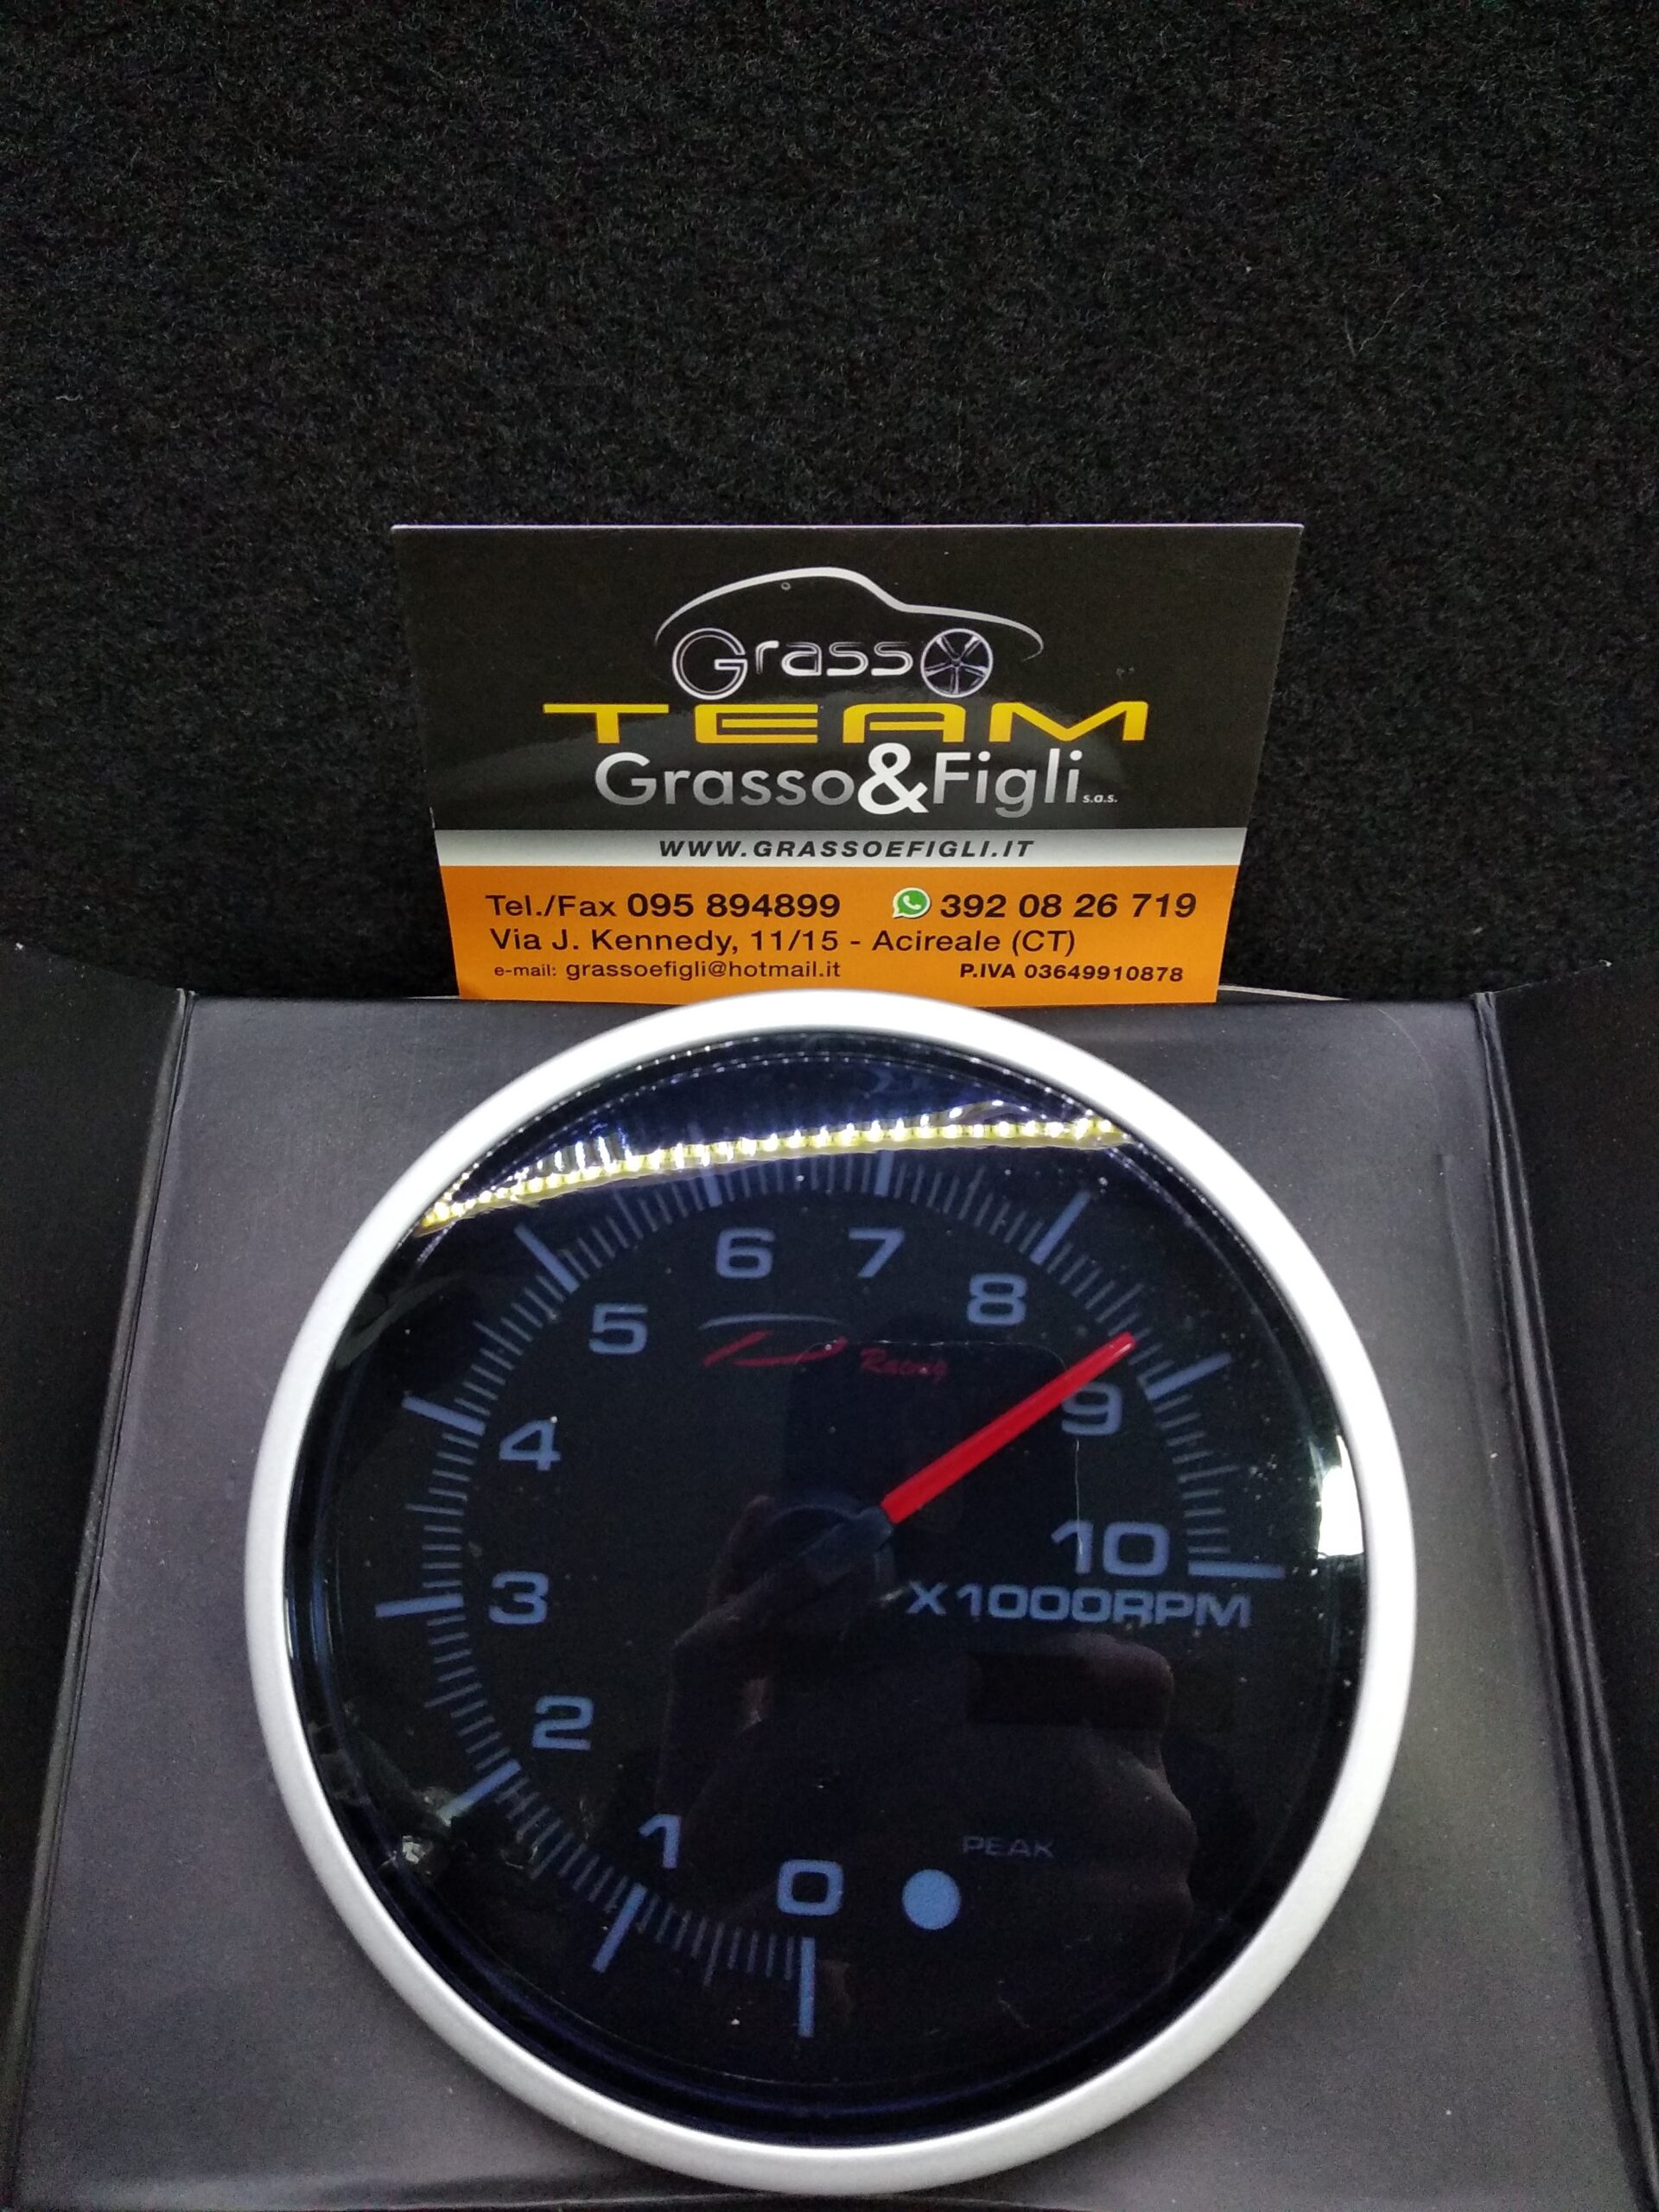 Grasso
TEAM
Grasso&Figli s.a.s.
WWW.GRASSOEFIGLI.IT
Tel./Fax 095 894899 392 08 26 719
Via J. Kennedy, 11/15 - Acireale (CT)
e-mail: grassoefigli@hotmail.it P.IVA 03649910878
6 7
5 8
Racing
4 9
3 10
X1000RPM
2
1 0
PEAK